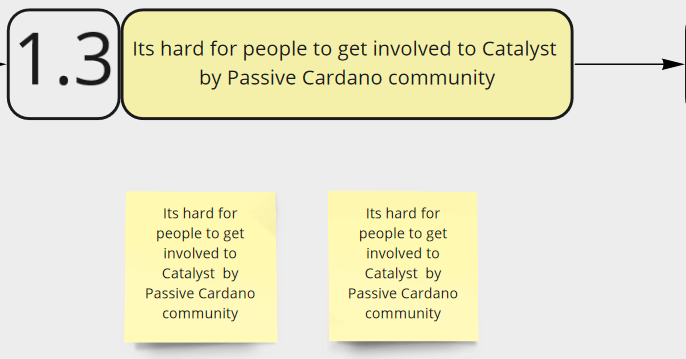 1.3
Its hard for people to get involved to Catalyst
by Passive Cardano community
Its hard for
people to get
involved to
Catalyst  by
Passive Cardano
community
Its hard for
people to get
involved to
Catalyst  by
Passive Cardano
community